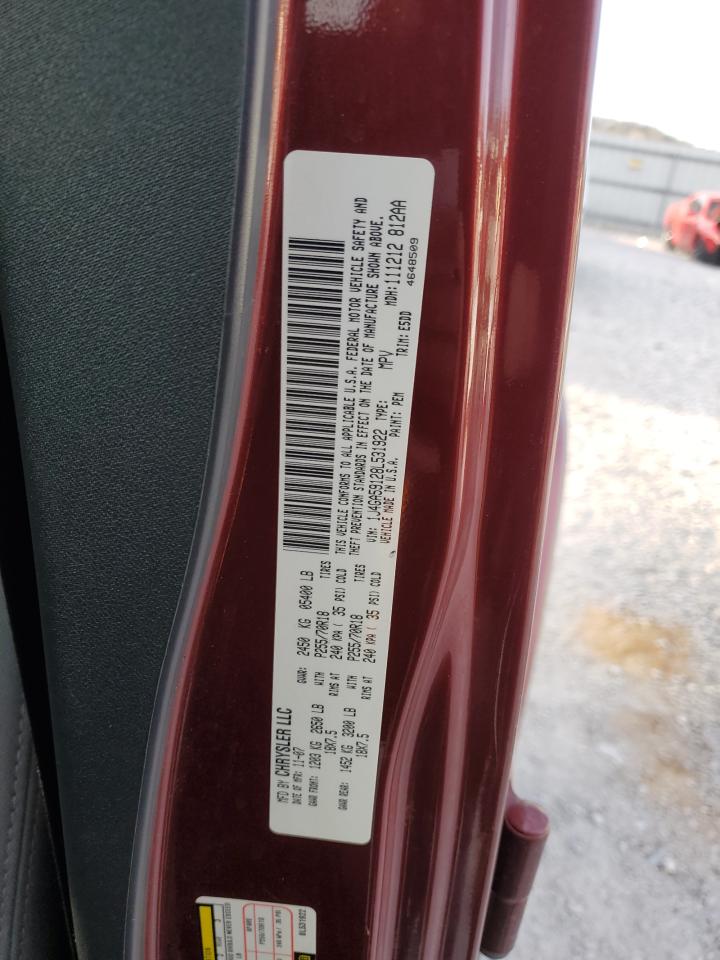 MFD BY CHRYSLER LLC
DATE OF MFR: 11-07 GVWR: 2450 KG 05400 LB
GAWR FRONT: 1203 KG 2650 LB WITH P255/70R18 TIRES
18X7.5 RIMS AT 240 KPA ( 35 PSI) COLD
GAWR REAR: 1452 KG 3200 LB WITH P255/70R18 TIRES
18X7.5 RIMS AT 240 KPA ( 35 PSI) COLD
THIS VEHICLE CONFORMS TO ALL APPLICABLE U.S.A. FEDERAL MOTOR VEHICLE SAFETY AND
THEFT PREVENTION STANDARDS IN EFFECT ON THE DATE OF MANUFACTURE SHOWN ABOVE.
VIN: 1J4GA59128L531922 TYPE: MPV MDH:111212 812AA
VEHICLE MADE IN U.S.A. PAINT: PEM TRIM: E5DD 4648509
8L531922